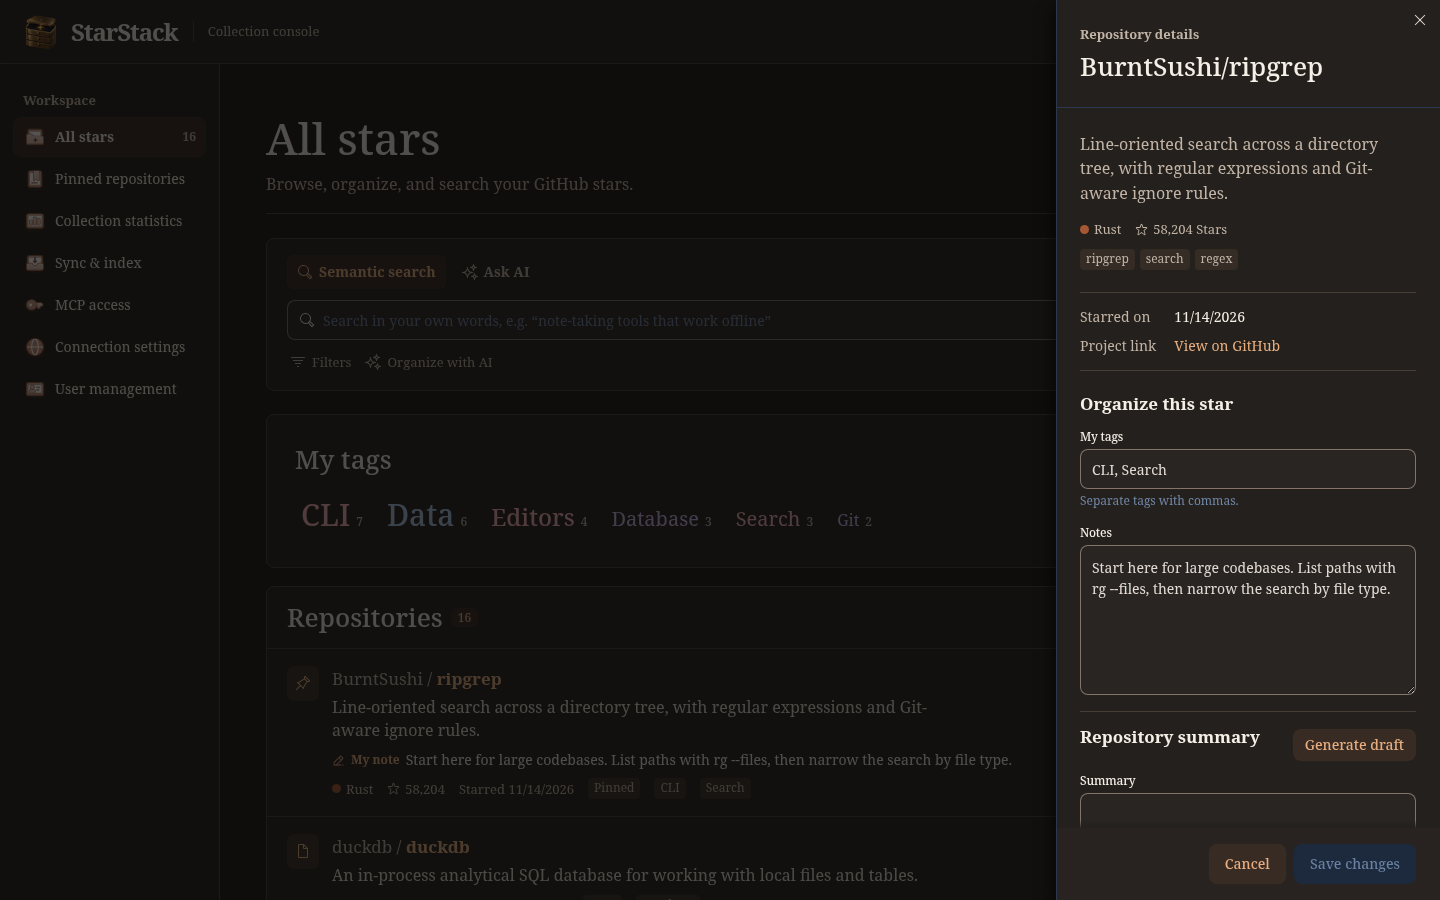 StarStack
Collection console
Workspace
All stars 16
Pinned repositories
Collection statistics
Sync & index
MCP access
Connection settings
User management
All stars
Browse, organize, and search your GitHub stars.
Semantic search
Ask AI
Search in your own words, e.g. “note-taking tools that work offline”
Filters
Organize with AI
My tags
CLI 7 Data 6 Editors 4 Database 3 Search 3 Git 2
Repositories 16
BurntSushi / ripgrep
Line-oriented search across a directory tree, with regular expressions and Git-
aware ignore rules.
My note Start here for large codebases. List paths with rg --files, then narrow the search by file type.
Rust 58,204 Starred 11/14/2026 Pinned CLI Search
duckdb / duckdb
An in-process analytical SQL database for working with local files and tables.
Repository details
BurntSushi/ripgrep
Line-oriented search across a directory
tree, with regular expressions and Git-
aware ignore rules.
Rust 58,204 Stars
ripgrep search regex
Starred on 11/14/2026
Project link View on GitHub
Organize this star
My tags
CLI, Search
Separate tags with commas.
Notes
Start here for large codebases. List paths with
rg --files, then narrow the search by file type.
Repository summary
Generate draft
Summary
Cancel
Save changes